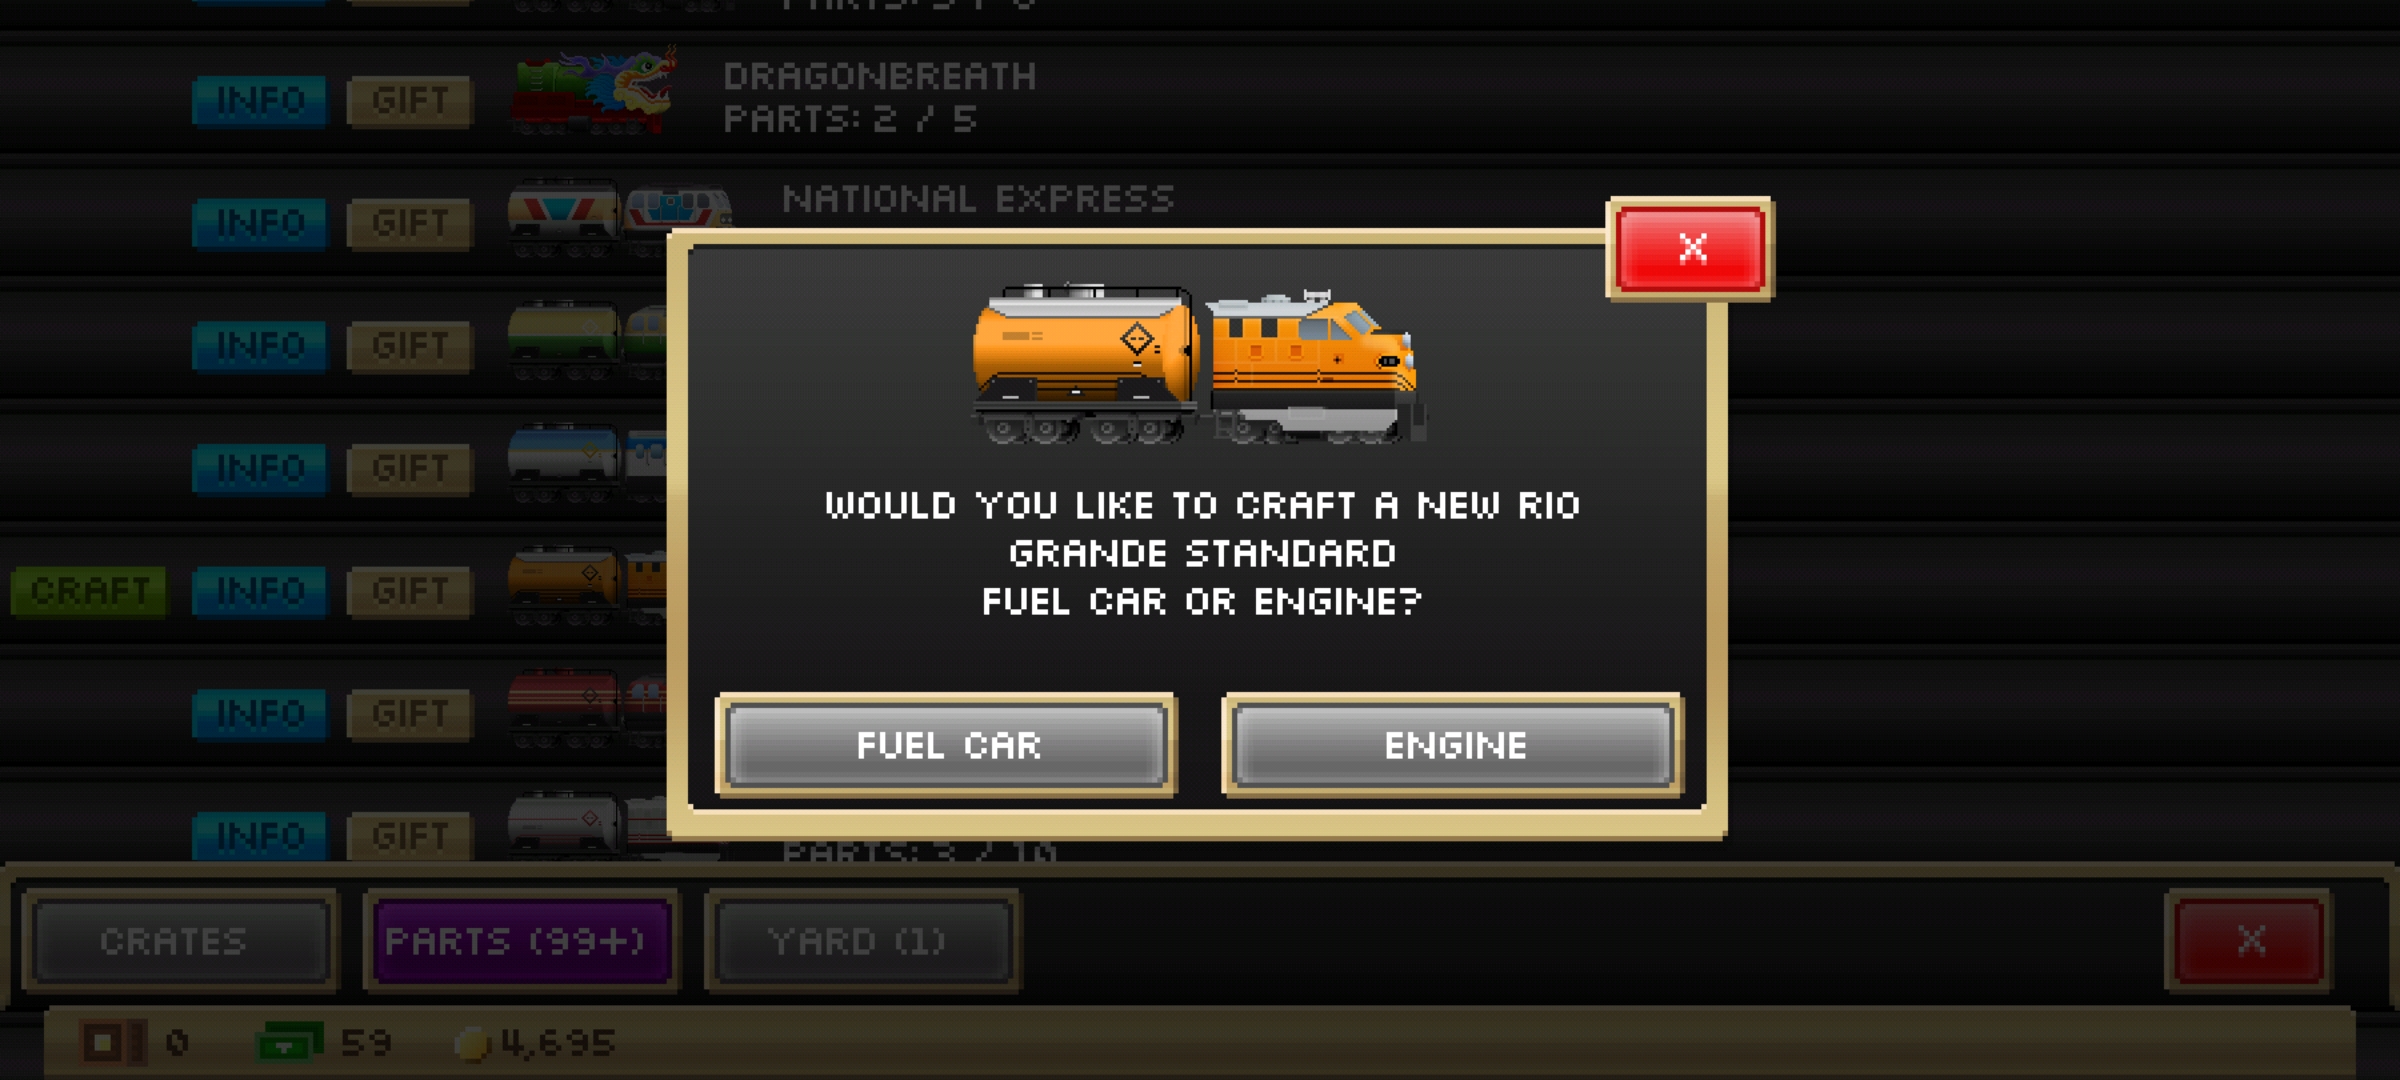 DRAGONBREATH
INFO GIFT PARTS: 2 / 5
NATIONAL EXPRESS
INFO GIFT
X
INFO GIFT
INFO GIFT
WOULD YOU LIKE TO CRAFT A NEW RIO
GRANDE STANDARD
FUEL CAR OR ENGINE?
CRAFT INFO GIFT
INFO GIFT
FUEL CAR ENGINE
INFO GIFT
PARTS: 3 / 10
CRATES PARTS (99+) YARD (1) X
0 59 4,695